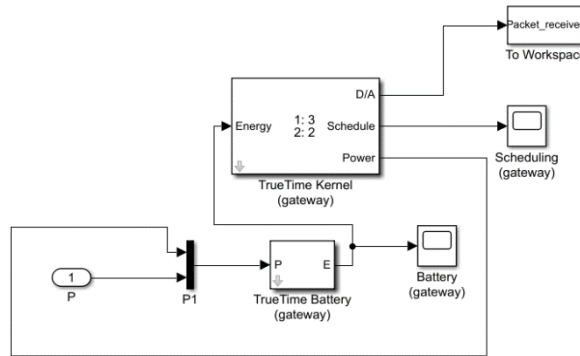 Packet_receive
To Workspace
D/A
Energy
1: 3
2: 2
Schedule
Power
TrueTime Kernel
(gateway)
Scheduling
(gateway)
P
E
1
P
P1
TrueTime Battery
(gateway)
Battery
(gateway)